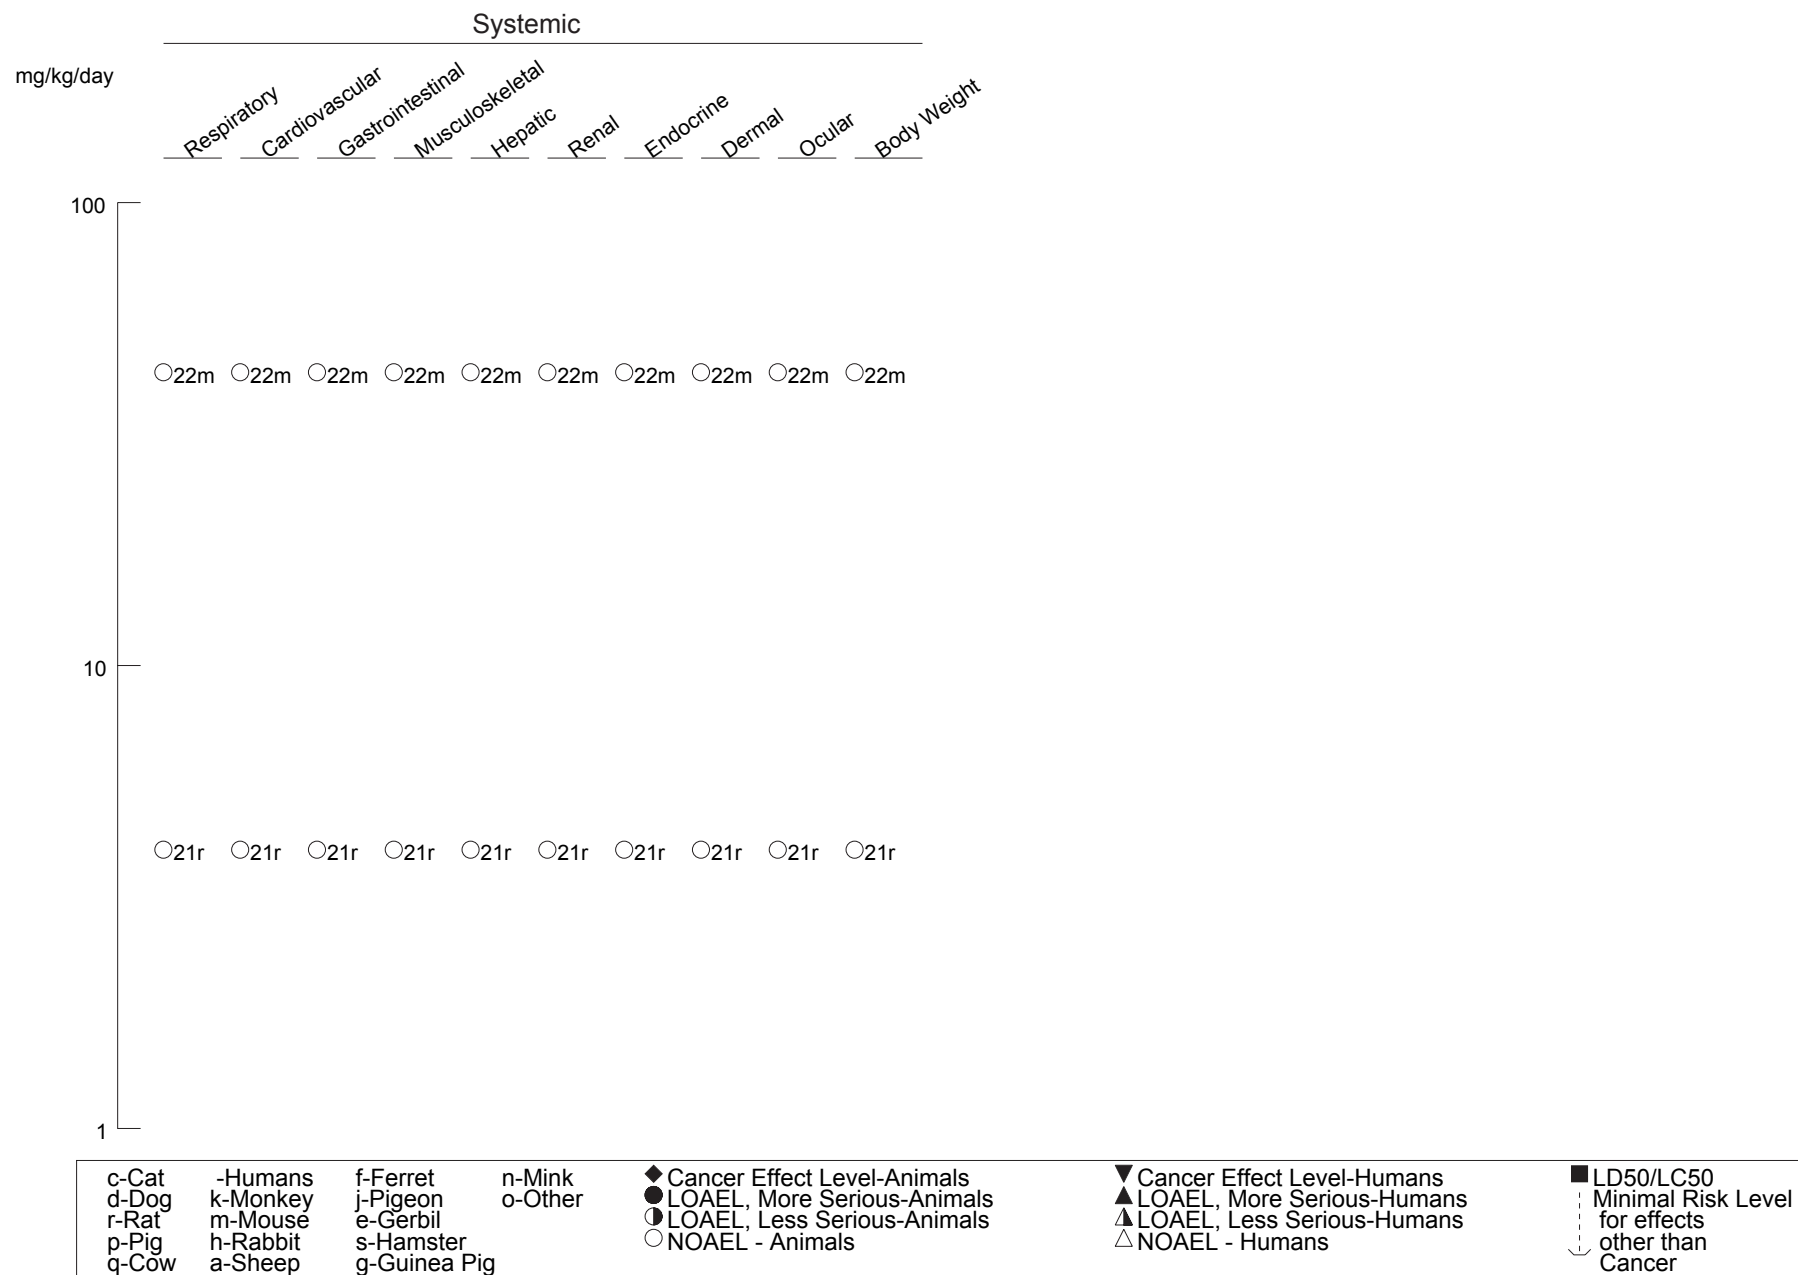 Systemic
mg/kg/day
Respiratory Cardiovascular Gastrointestinal Musculoskeletal Hepatic Renal Endocrine Dermal Ocular Body Weight
100
22m 22m 22m 22m 22m 22m 22m 22m 22m 22m
10
21r 21r 21r 21r 21r 21r 21r 21r 21r 21r
1
c-Cat -Humans f-Ferret n-Mink Cancer Effect Level-Animals Cancer Effect Level-Humans LD50/LC50
d-Dog k-Monkey j-Pigeon o-Other LOAEL, More Serious-Animals LOAEL, More Serious-Humans Minimal Risk Level
r-Rat m-Mouse e-Gerbil LOAEL, Less Serious-Animals LOAEL, Less Serious-Humans for effects
p-Pig h-Rabbit s-Hamster NOAEL - Animals NOAEL - Humans other than
q-Cow a-Sheep g-Guinea Pig Cancer